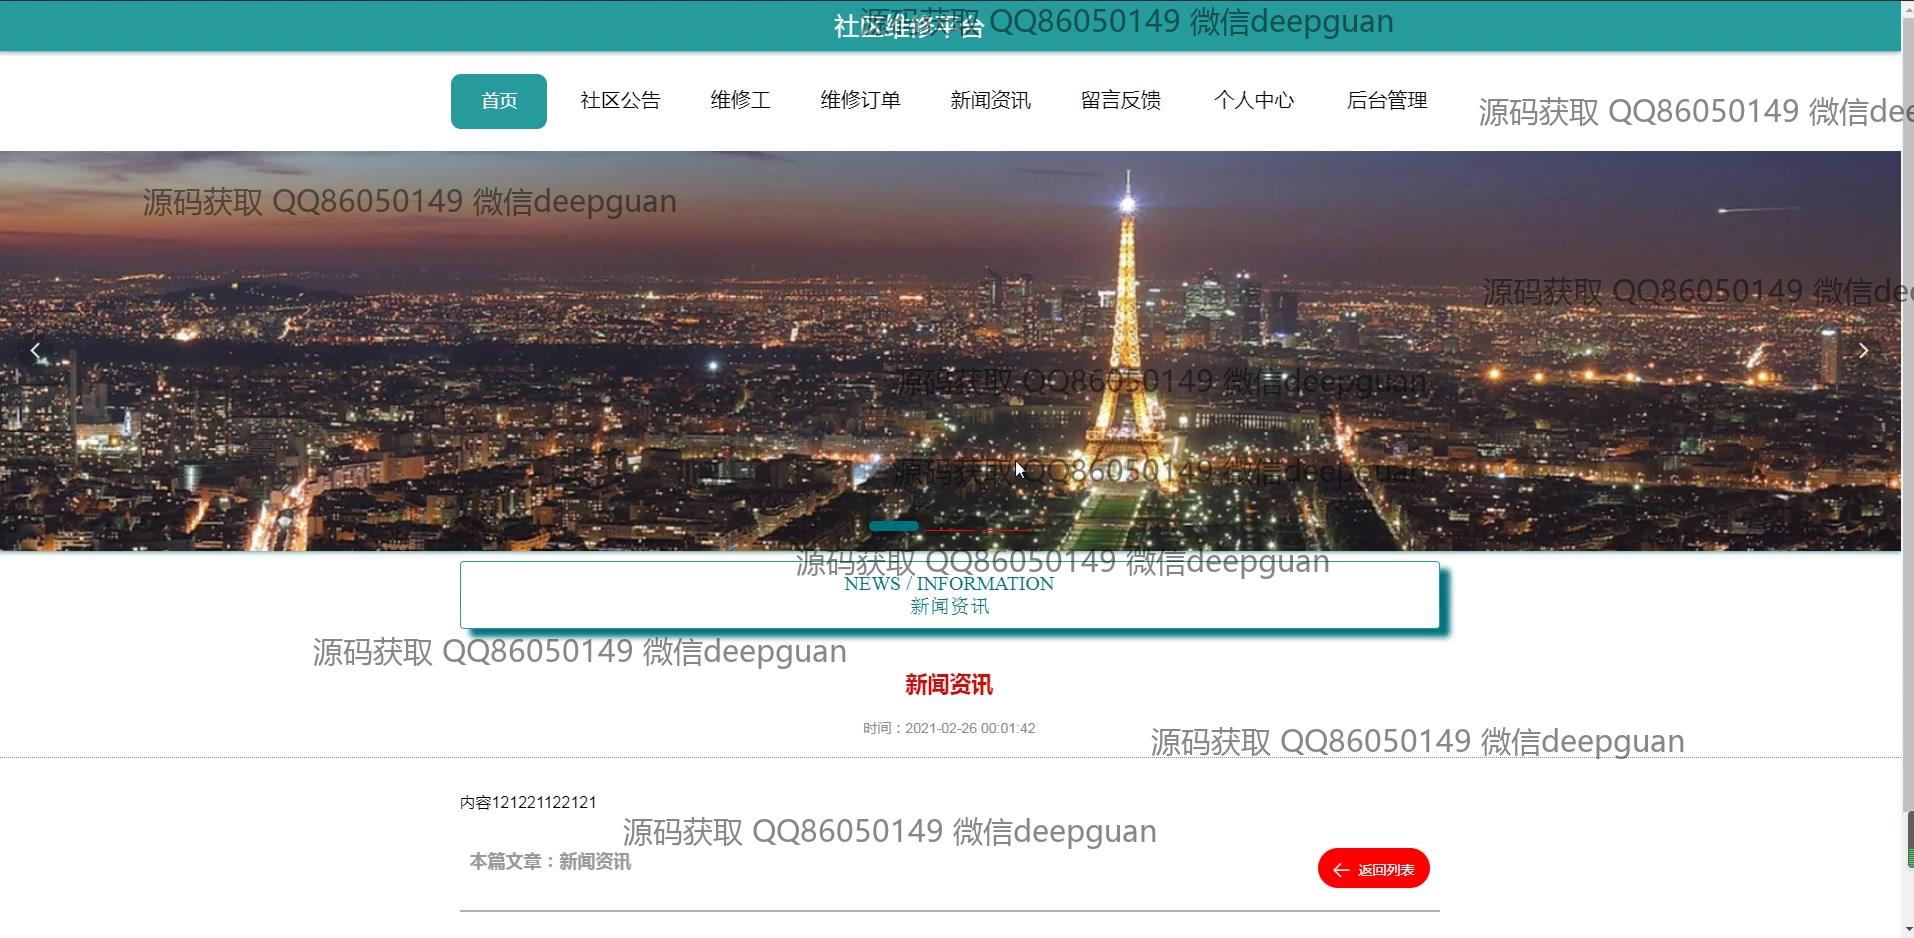 社区维修平台
源码获取 QQ86050149 微信deepguan
首页 社区公告 维修工 维修订单 新闻资讯 留言反馈 个人中心 后台管理
源码获取 QQ86050149 微信dee
源码获取 QQ86050149 微信deepguan
源码获取 QQ86050149 微信dee
源码获取 QQ86050149 微信deepguan
源码获取 QQ86050149 微信deepguan
源码获取 QQ86050149 微信deepguan
NEWS / INFORMATION
新闻资讯
源码获取 QQ86050149 微信deepguan
新闻资讯
时间：2021-02-26 00:01:42
源码获取 QQ86050149 微信deepguan
内容121221122121
源码获取 QQ86050149 微信deepguan
本篇文章：新闻资讯
返回列表